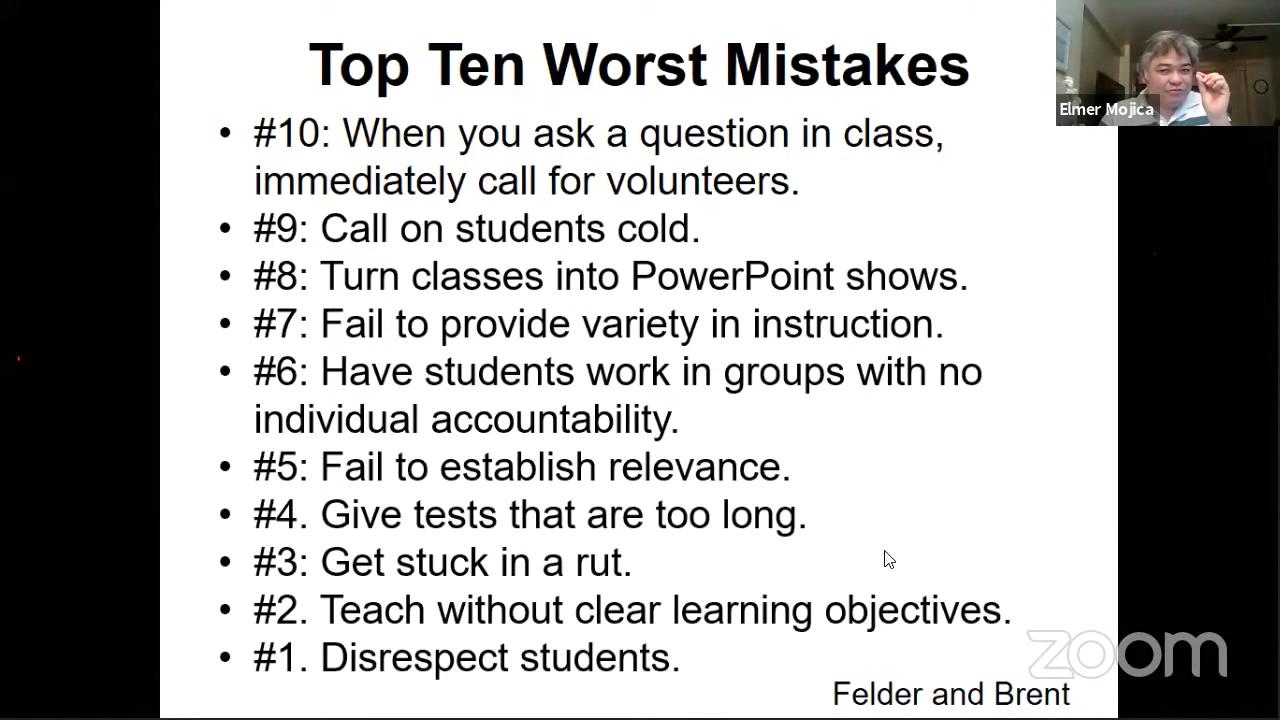 Top Ten Worst Mistakes
Elmer Mojica
• #10: When you ask a question in class,
immediately call for volunteers.
• #9: Call on students cold.
• #8: Turn classes into PowerPoint shows.
• #7: Fail to provide variety in instruction.
• #6: Have students work in groups with no
individual accountability.
• #5: Fail to establish relevance.
• #4. Give tests that are too long.
• #3: Get stuck in a rut.
• #2. Teach without clear learning objectives.
• #1. Disrespect students.
zoom
Felder and Brent